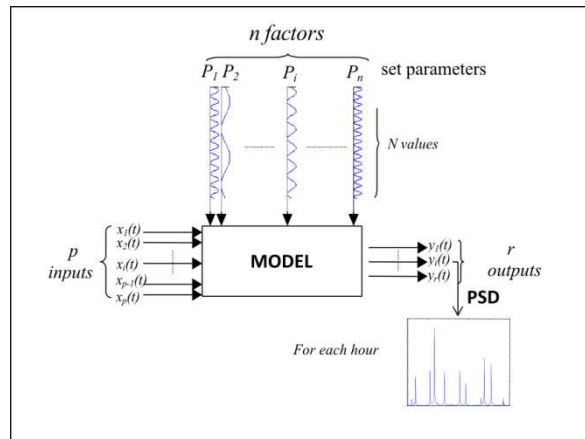 n factors
P1 P2 Pi Pn set parameters
N values
x1(t)
x2(t)
xi(t)
xp-1(t)
xp(t)
p
inputs
MODEL
y1(t)
yi(t)
yr(t)
r
outputs
PSD
For each hour